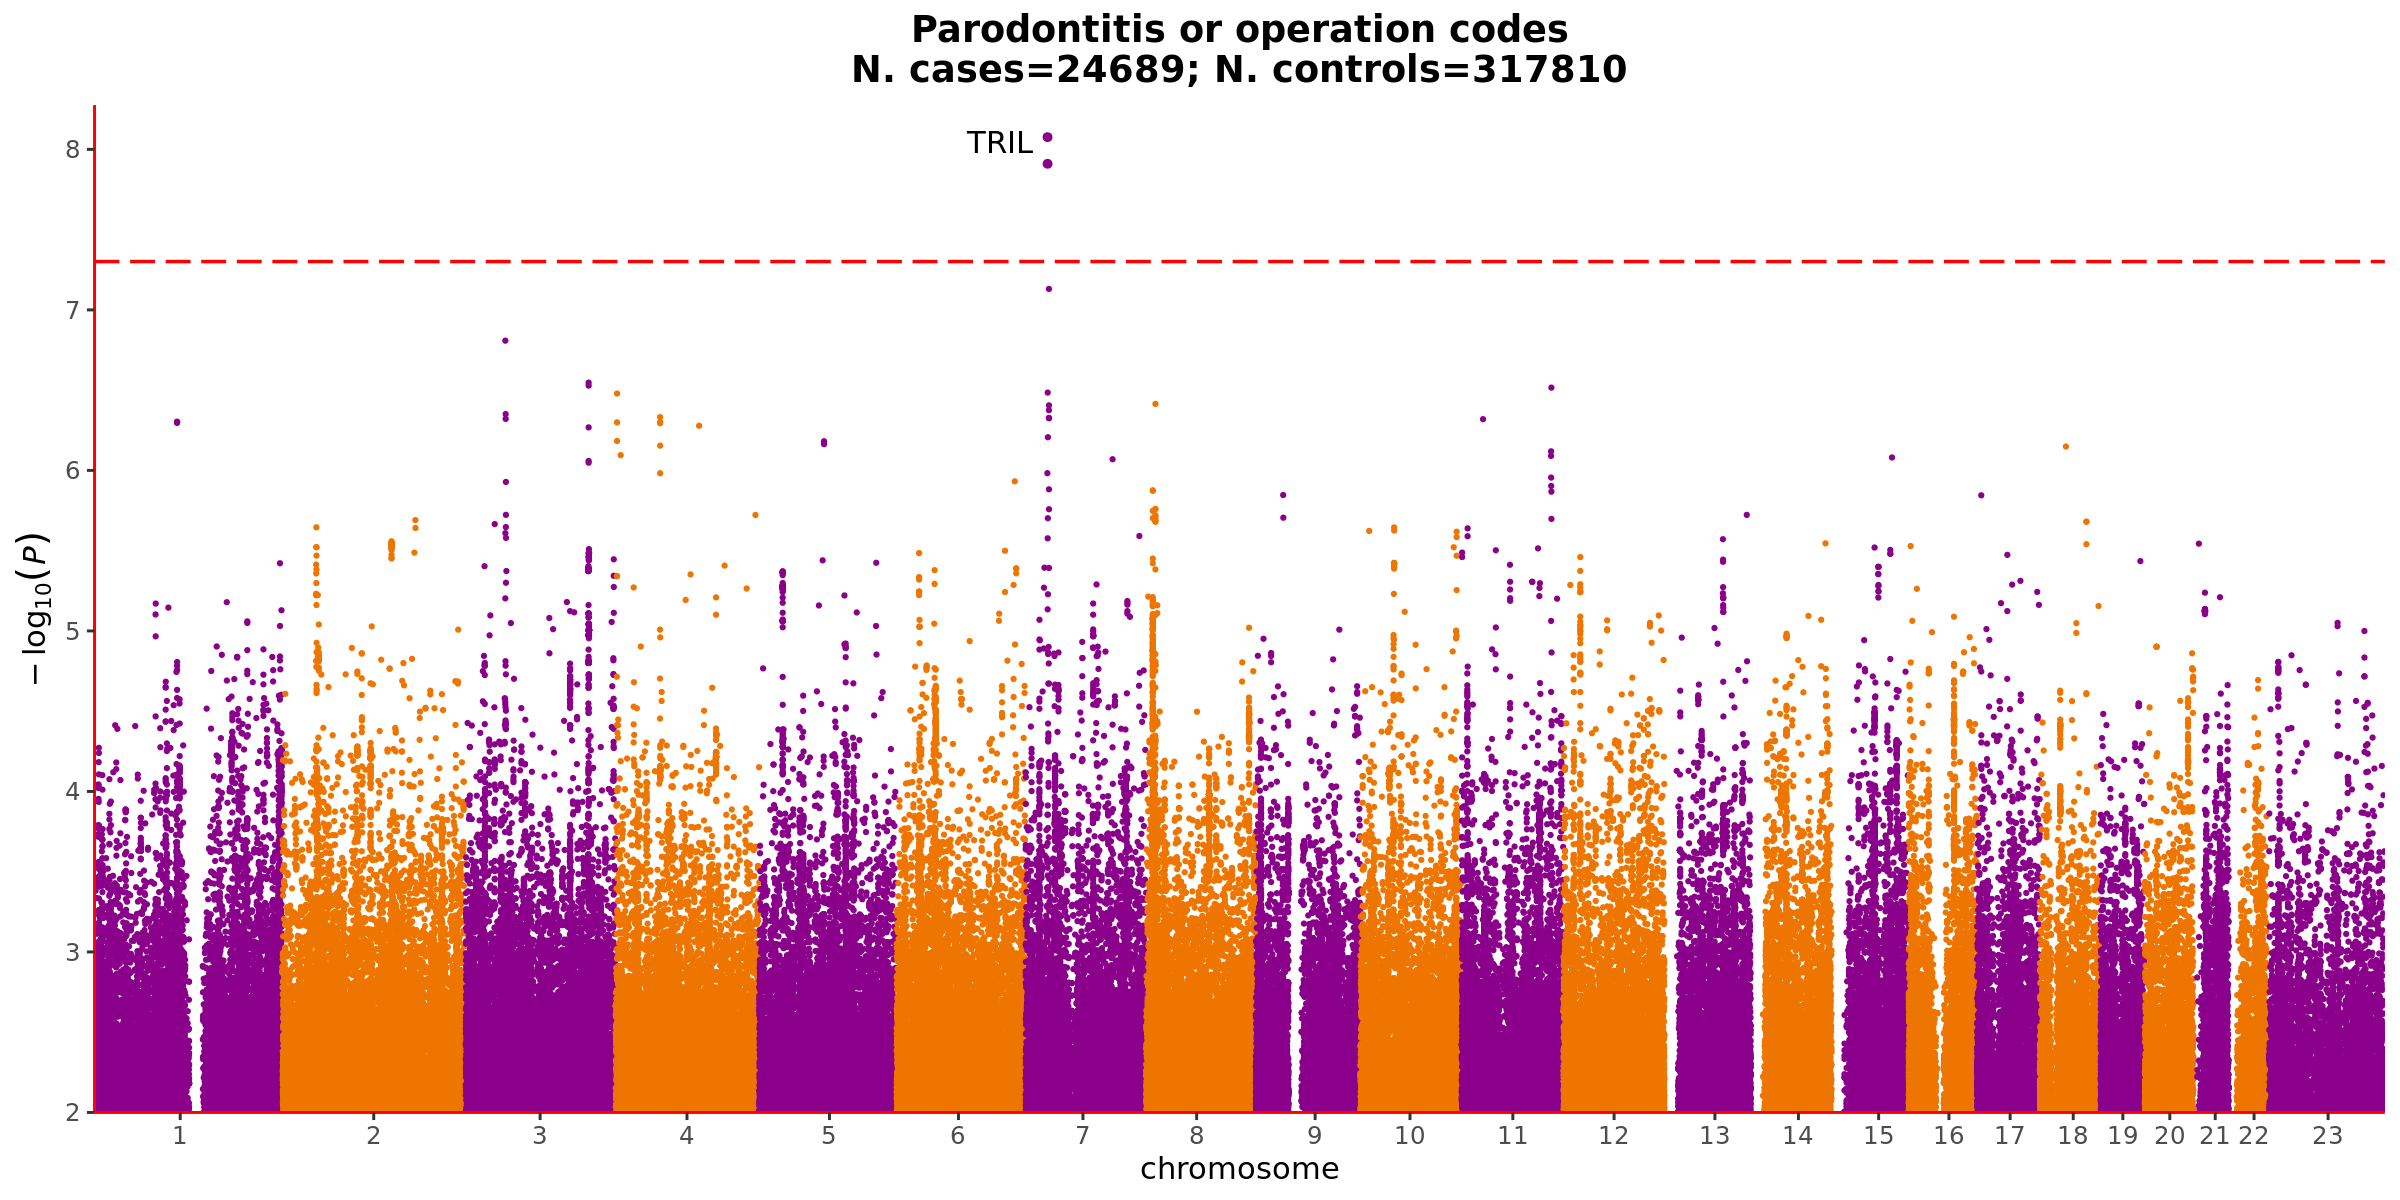 Parodontitis or operation codes
N. cases=24689; N. controls=317810
8
TRIL
7
6
5
4
3
2
−log10(P)
1 2 3 4 5 6 7 8 9 10 11 12 13 14 15 16 17 18 19 20 21 22 23
chromosome